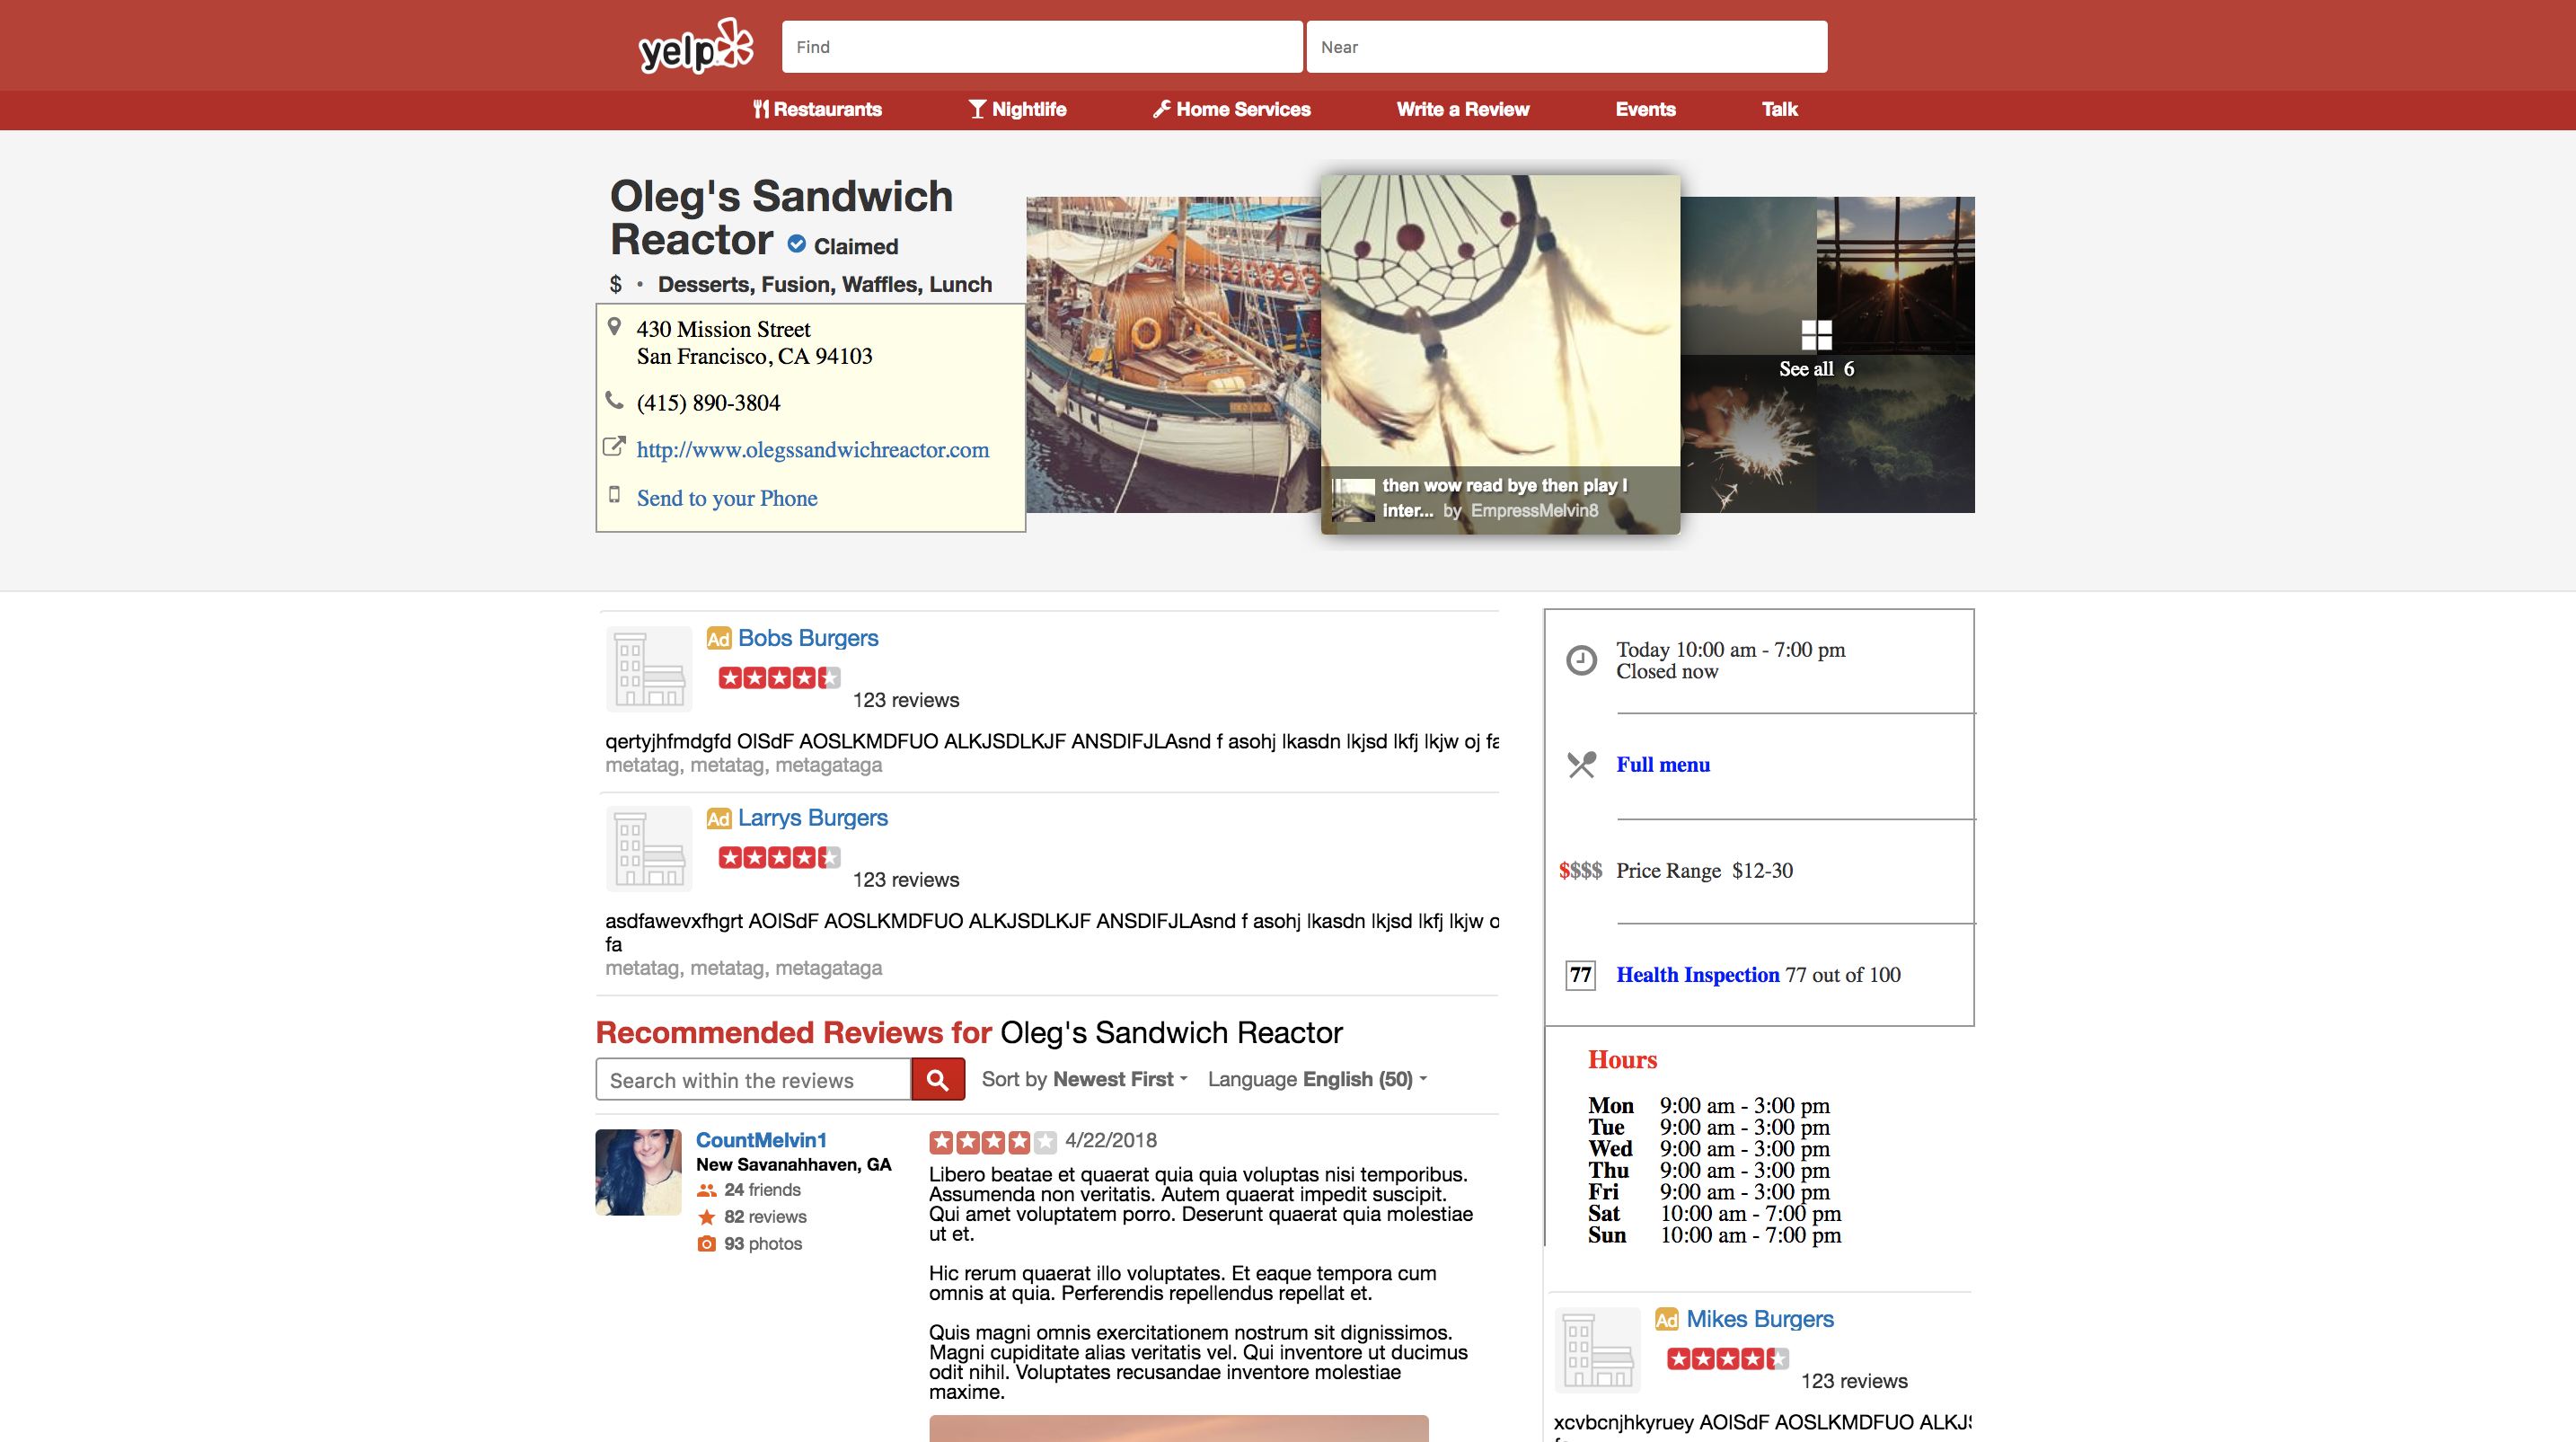 yelp
Find
Near
Restaurants
Nightlife
Home Services
Write a Review
Events
Talk
Oleg's Sandwich
Reactor Claimed
$ • Desserts, Fusion, Waffles, Lunch
430 Mission Street
San Francisco, CA 94103
(415) 890-3804
http://www.olegssandwichreactor.com
Send to your Phone
then wow read bye then play I
inter... by EmpressMelvin8
See all 6
Ad Bobs Burgers
123 reviews
qertyjhfmdgfd OISdF AOSLKMDFUO ALKJSDLKJF ANSDIFJLAsnd f asohj lkasdn lkjsd lkfj lkjw oj fa
metatag, metatag, metagataga
Ad Larrys Burgers
123 reviews
asdfawevxfhgrt AOISdF AOSLKMDFUO ALKJSDLKJF ANSDIFJLAsnd f asohj lkasdn lkjsd lkfj lkjw o
fa
metatag, metatag, metagataga
Recommended Reviews for Oleg's Sandwich Reactor
Search within the reviews
Sort by Newest First
Language English (50)
CountMelvin1
New Savanahhaven, GA
24 friends
82 reviews
93 photos
4/22/2018
Libero beatae et quaerat quia quia voluptas nisi temporibus.
Assumenda non veritatis. Autem quaerat impedit suscipit.
Qui amet voluptatem porro. Deserunt quaerat quia molestiae
ut et.
Hic rerum quaerat illo voluptates. Et eaque tempora cum
omnis at quia. Perferendis repellendus repellat et.
Quis magni omnis exercitationem nostrum sit dignissimos.
Magni cupiditate alias veritatis vel. Qui inventore ut ducimus
odit nihil. Voluptates recusandae inventore molestiae
maxime.
Today 10:00 am - 7:00 pm
Closed now
Full menu
$$$$ Price Range $12-30
77 Health Inspection 77 out of 100
Hours
Mon 9:00 am - 3:00 pm
Tue 9:00 am - 3:00 pm
Wed 9:00 am - 3:00 pm
Thu 9:00 am - 3:00 pm
Fri 9:00 am - 3:00 pm
Sat 10:00 am - 7:00 pm
Sun 10:00 am - 7:00 pm
Ad Mikes Burgers
123 reviews
xcvbcnjhkyruey AOISdF AOSLKMDFUO ALKJS